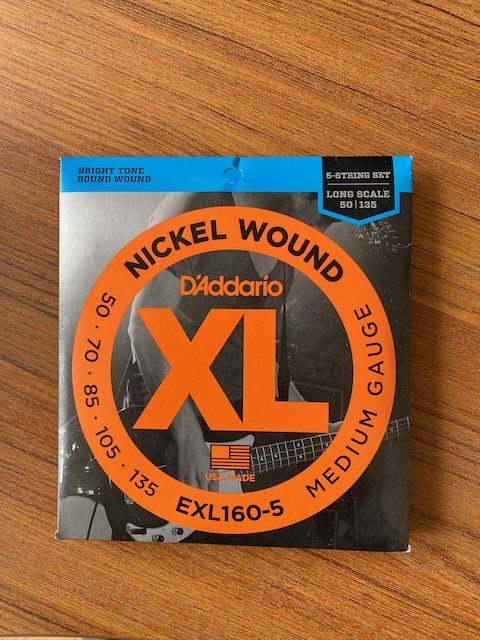 BRIGHT TONE
ROUND WOUND
5-STRING SET
LONG SCALE
50|135
NICKEL WOUND
D'Addario
XL
50 · 70 · 85 · 105 · 135
MEDIUM GAUGE
USA MADE
EXL160-5